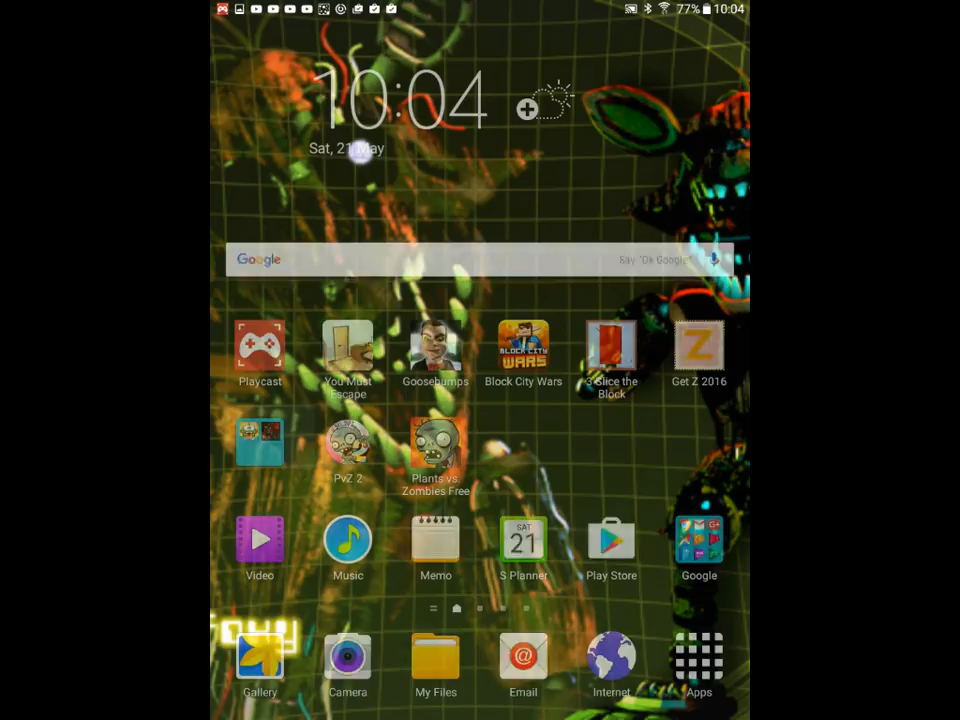 77% 10:04
10:04
Sat, 21 May
Google Say "Ok Google"
BLOCK CITY
WARS
Z
Playcast You Must Escape Goosebumps Block City Wars 3 Slice the Block Get Z 2016
PvZ 2 Plants vs. Zombies Free
SAT
21
Video Music Memo S Planner Play Store Google
@
Gallery Camera My Files Email Internet Apps